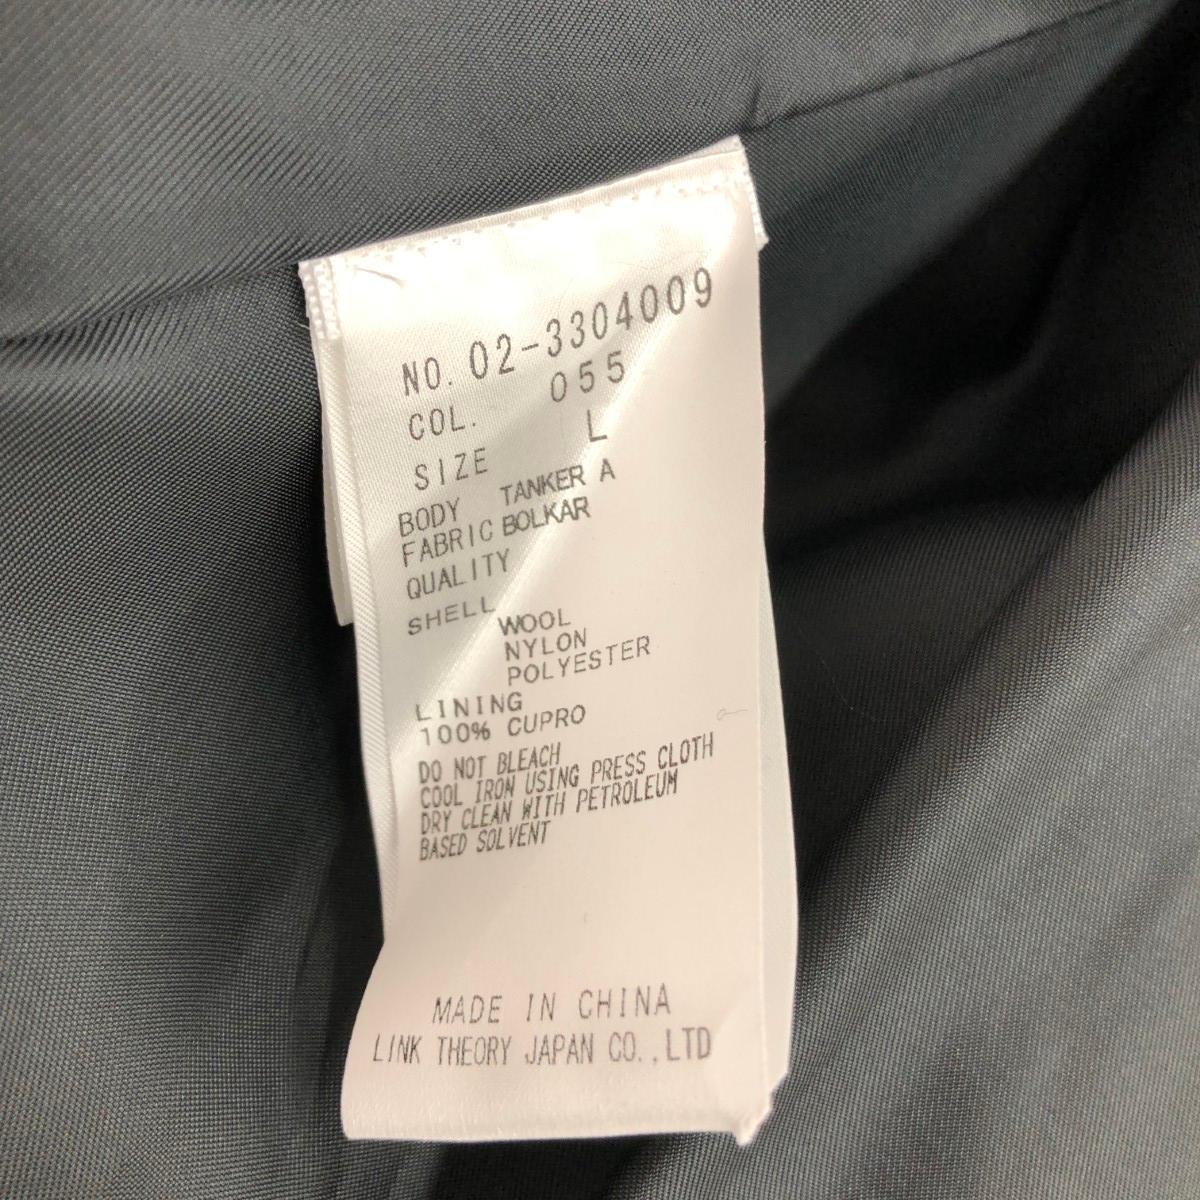 NO. 02-3304009
COL. 055
SIZE L
BODY TANKER A
FABRIC BOLKAR
QUALITY
SHELL
WOOL
NYLON
POLYESTER
LINING
100% CUPRO
DO NOT BLEACH
COOL IRON USING PRESS CLOTH
DRY CLEAN WITH PETROLEUM
BASED SOLVENT
MADE IN CHINA
LINK THEORY JAPAN CO.,LTD